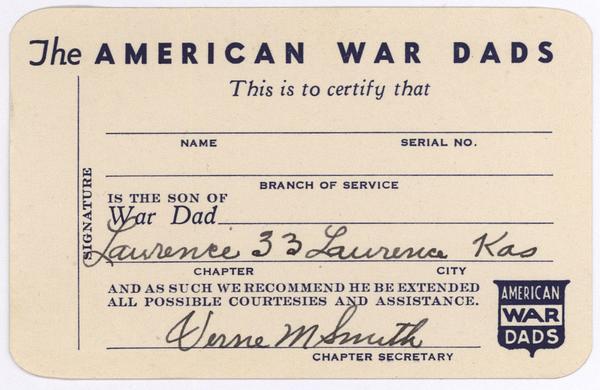 The AMERICAN WAR DADS
This is to certify that
NAME SERIAL NO.
BRANCH OF SERVICE
SIGNATURE
IS THE SON OF
War Dad
Lawrence 33 Lawrence Kas
CHAPTER CITY
AND AS SUCH WE RECOMMEND HE BE EXTENDED
ALL POSSIBLE COURTESIES AND ASSISTANCE.
Verne M Smith
CHAPTER SECRETARY
AMERICAN
WAR
DADS